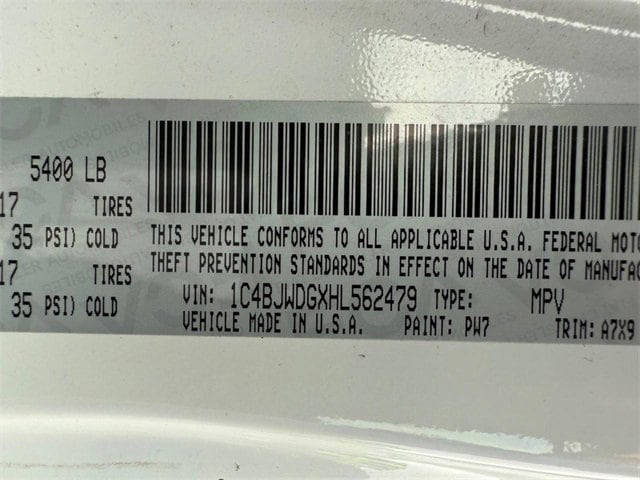 5400 LB
17 TIRES
35 PSI) COLD
17 TIRES
35 PSI) COLD
THIS VEHICLE CONFORMS TO ALL APPLICABLE U.S.A. FEDERAL MOT
THEFT PREVENTION STANDARDS IN EFFECT ON THE DATE OF MANUFAC
VIN: 1C4BJWDGXHL562479 TYPE: MPV
VEHICLE MADE IN U.S.A. PAINT: PW7 TRIM: A7X9